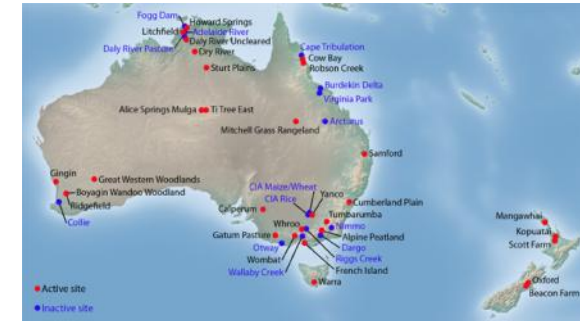 Fogg Dam
Howard Springs
Litchfield
Adelaide River
Daly River Pasture
Daly River Uncleared
Dry River
Sturt Plains
Cape Tribulation
Cow Bay
Robson Creek
Burdekin Delta
Virginia Park
Alice Springs Mulga
Ti Tree East
Mitchell Grass Rangeland
Arcturus
Samford
Gingin
Great Western Woodlands
Boyagin Wandoo Woodland
Ridgefield
Collie
CIA Maize/Wheat
Yanco
CIA Rice
Cumberland Plain
Calperum
Tumbarumba
Whroo
Nimmo
Gatum Pasture
Alpine Peatland
Otway
Dargo
Wombat
Riggs Creek
Wallaby Creek
French Island
Warra
Mangawhai
Kopuatai
Scott Farm
Oxford
Beacon Farm
Active site
Inactive site